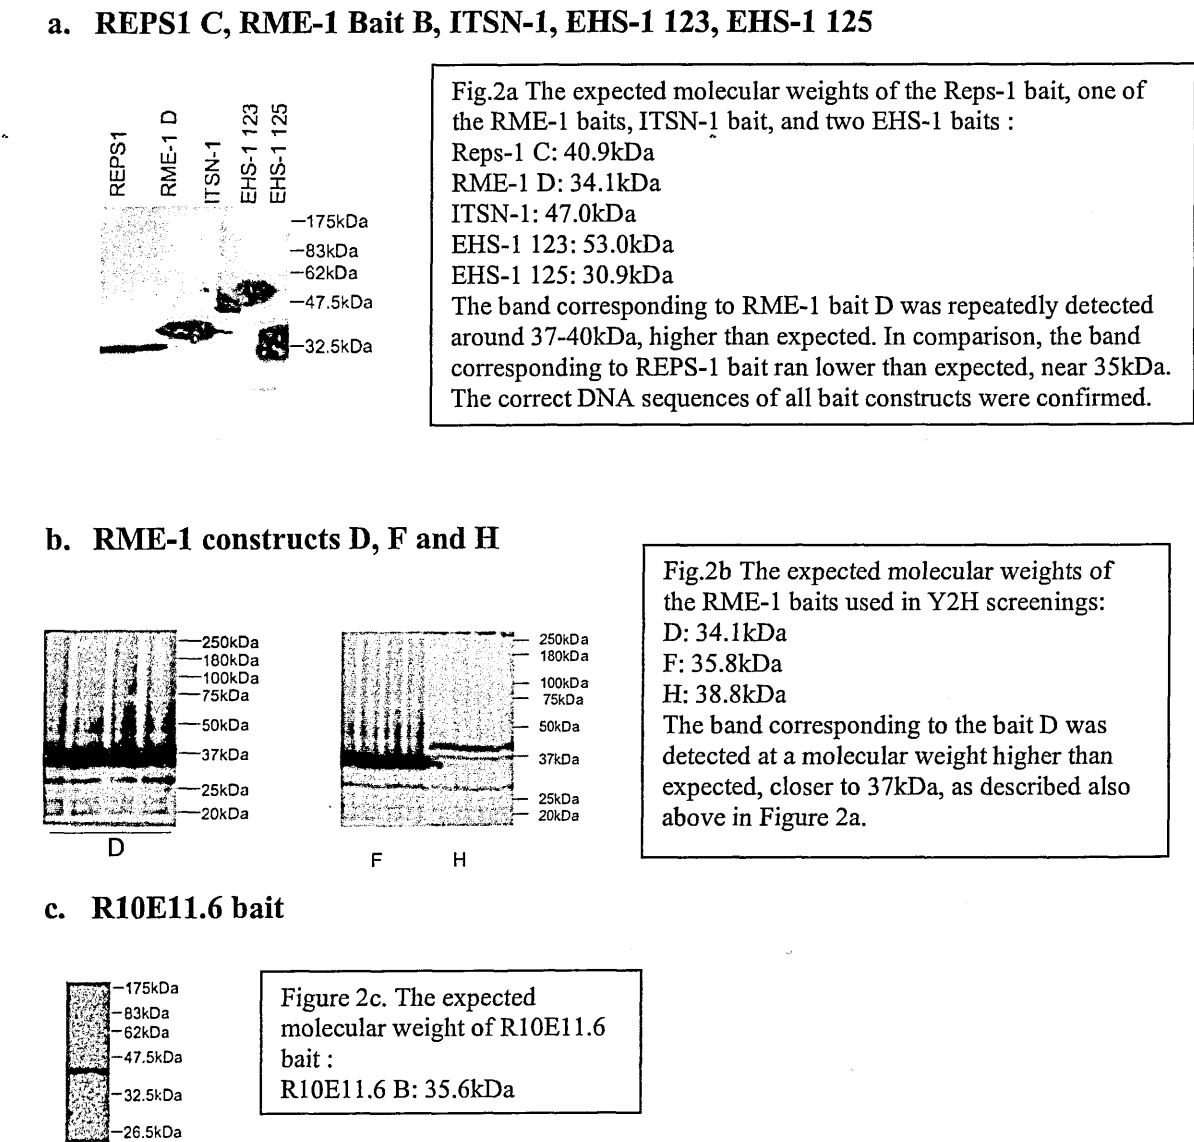 a. REPS1 C, RME-1 Bait B, ITSN-1, EHS-1 123, EHS-1 125
REPS1
RME-1 D
ITSN-1
EHS-1 123
EHS-1 125
–175kDa
–83kDa
–62kDa
–47.5kDa
–32.5kDa
Fig.2a The expected molecular weights of the Reps-1 bait, one of
the RME-1 baits, ITSN-1 bait, and two EHS-1 baits :
Reps-1 C: 40.9kDa
RME-1 D: 34.1kDa
ITSN-1: 47.0kDa
EHS-1 123: 53.0kDa
EHS-1 125: 30.9kDa
The band corresponding to RME-1 bait D was repeatedly detected
around 37-40kDa, higher than expected. In comparison, the band
corresponding to REPS-1 bait ran lower than expected, near 35kDa.
The correct DNA sequences of all bait constructs were confirmed.
b. RME-1 constructs D, F and H
–250kDa
–180kDa
–100kDa
–75kDa
–50kDa
–37kDa
–25kDa
–20kDa
D
250kDa
180kDa
100kDa
75kDa
50kDa
37kDa
25kDa
20kDa
F H
Fig.2b The expected molecular weights of
the RME-1 baits used in Y2H screenings:
D: 34.1kDa
F: 35.8kDa
H: 38.8kDa
The band corresponding to the bait D was
detected at a molecular weight higher than
expected, closer to 37kDa, as described also
above in Figure 2a.
c. R10E11.6 bait
–175kDa
–83kDa
–62kDa
–47.5kDa
–32.5kDa
–26.5kDa
Figure 2c. The expected
molecular weight of R10E11.6
bait :
R10E11.6 B: 35.6kDa